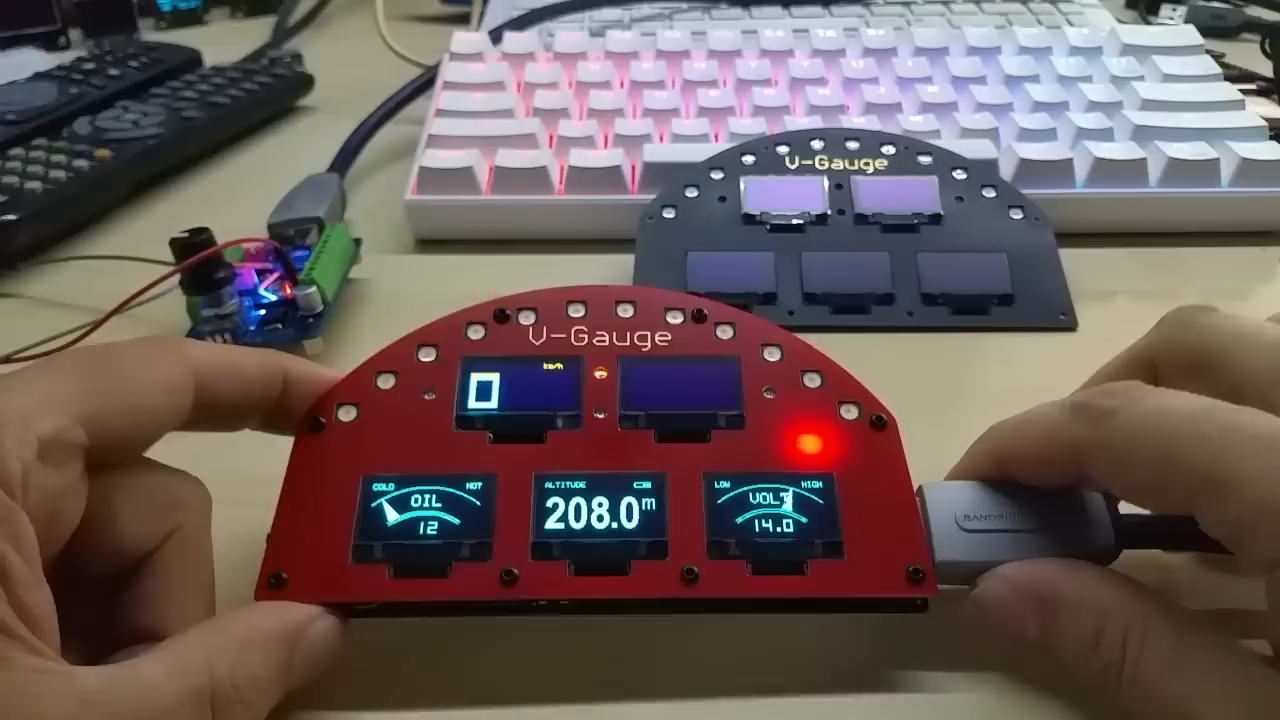 V-Gauge
V-Gauge
0
km/h
COLD
HOT
OIL
12
ALTITUDE
208.0m
LOW
HIGH
VOLT
14.0